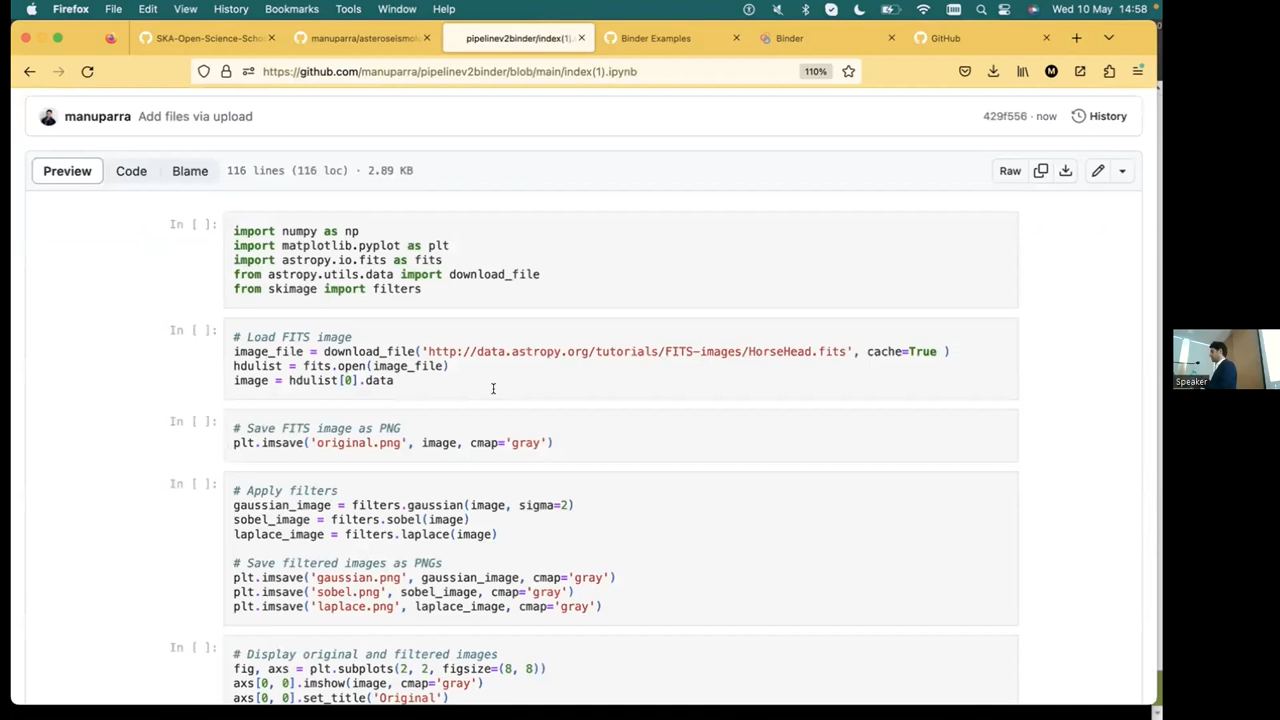 Firefox File Edit View History Bookmarks Tools Window Help Wed 10 May 14:58
SKA-Open-Science-Scho manuparra/asteroseismolo pipelinev2binder/index(1).i Binder Examples Binder GitHub
https://github.com/manuparra/pipelinev2binder/blob/main/index(1).ipynb 110%
manuparra Add files via upload 429f556 · now History
Preview Code Blame 116 lines (116 loc) · 2.89 KB Raw
In [ ]:
import numpy as np
import matplotlib.pyplot as plt
import astropy.io.fits as fits
from astropy.utils.data import download_file
from skimage import filters
In [ ]:
# Load FITS image
image_file = download_file('http://data.astropy.org/tutorials/FITS-images/HorseHead.fits', cache=True )
hdulist = fits.open(image_file)
image = hdulist[0].data
In [ ]:
# Save FITS image as PNG
plt.imsave('original.png', image, cmap='gray')
In [ ]:
# Apply filters
gaussian_image = filters.gaussian(image, sigma=2)
sobel_image = filters.sobel(image)
laplace_image = filters.laplace(image)
# Save filtered images as PNGs
plt.imsave('gaussian.png', gaussian_image, cmap='gray')
plt.imsave('sobel.png', sobel_image, cmap='gray')
plt.imsave('laplace.png', laplace_image, cmap='gray')
In [ ]:
# Display original and filtered images
fig, axs = plt.subplots(2, 2, figsize=(8, 8))
axs[0, 0].imshow(image, cmap='gray')
axs[0, 0].set_title('Original')
Speaker